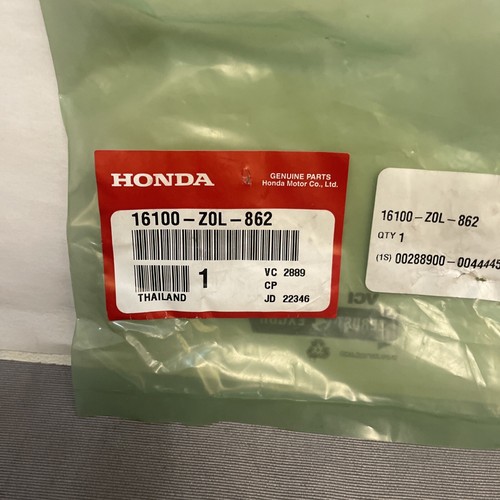 HONDA
GENUINE PARTS
Honda Motor Co., Ltd.
16100-Z0L-862
1
VC 2889
CP
THAILAND
JD 22346
16100-Z0L-862
QTY 1
(1S) 00288900-0044445
VCI